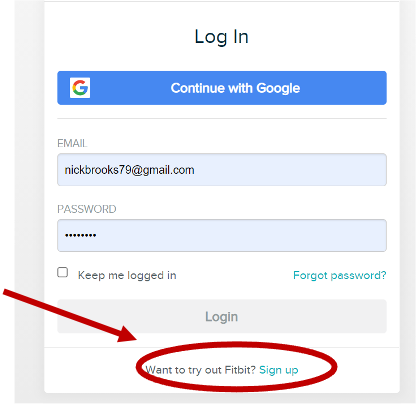 Log In
Continue with Google
EMAIL
nickbrooks79@gmail.com
PASSWORD
••••••••
Keep me logged in Forgot password?
Login
Want to try out Fitbit? Sign up